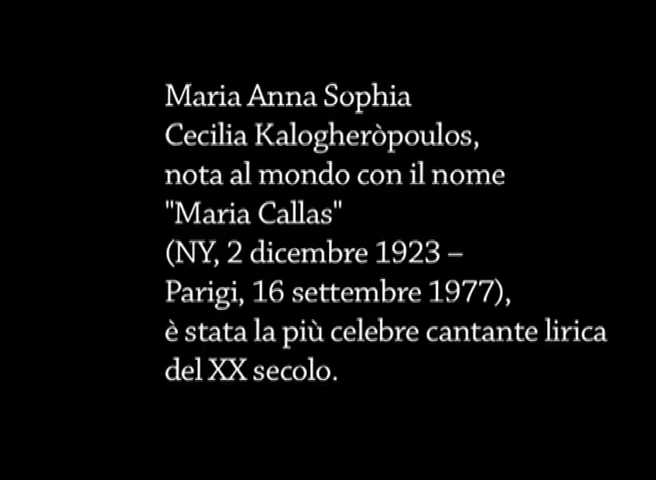 Maria Anna Sophia
Cecilia Kalogheròpoulos,
nota al mondo con il nome
"Maria Callas"
(NY, 2 dicembre 1923 –
Parigi, 16 settembre 1977),
è stata la più celebre cantante lirica
del XX secolo.